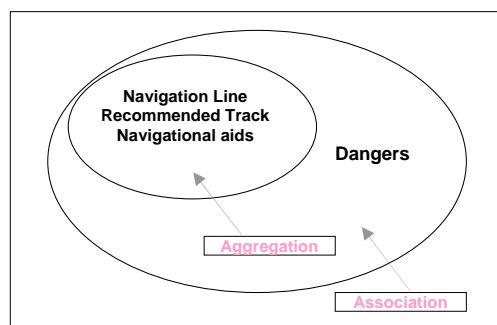 Navigation Line
Recommended Track
Navigational aids
Dangers
Aggregation
Association